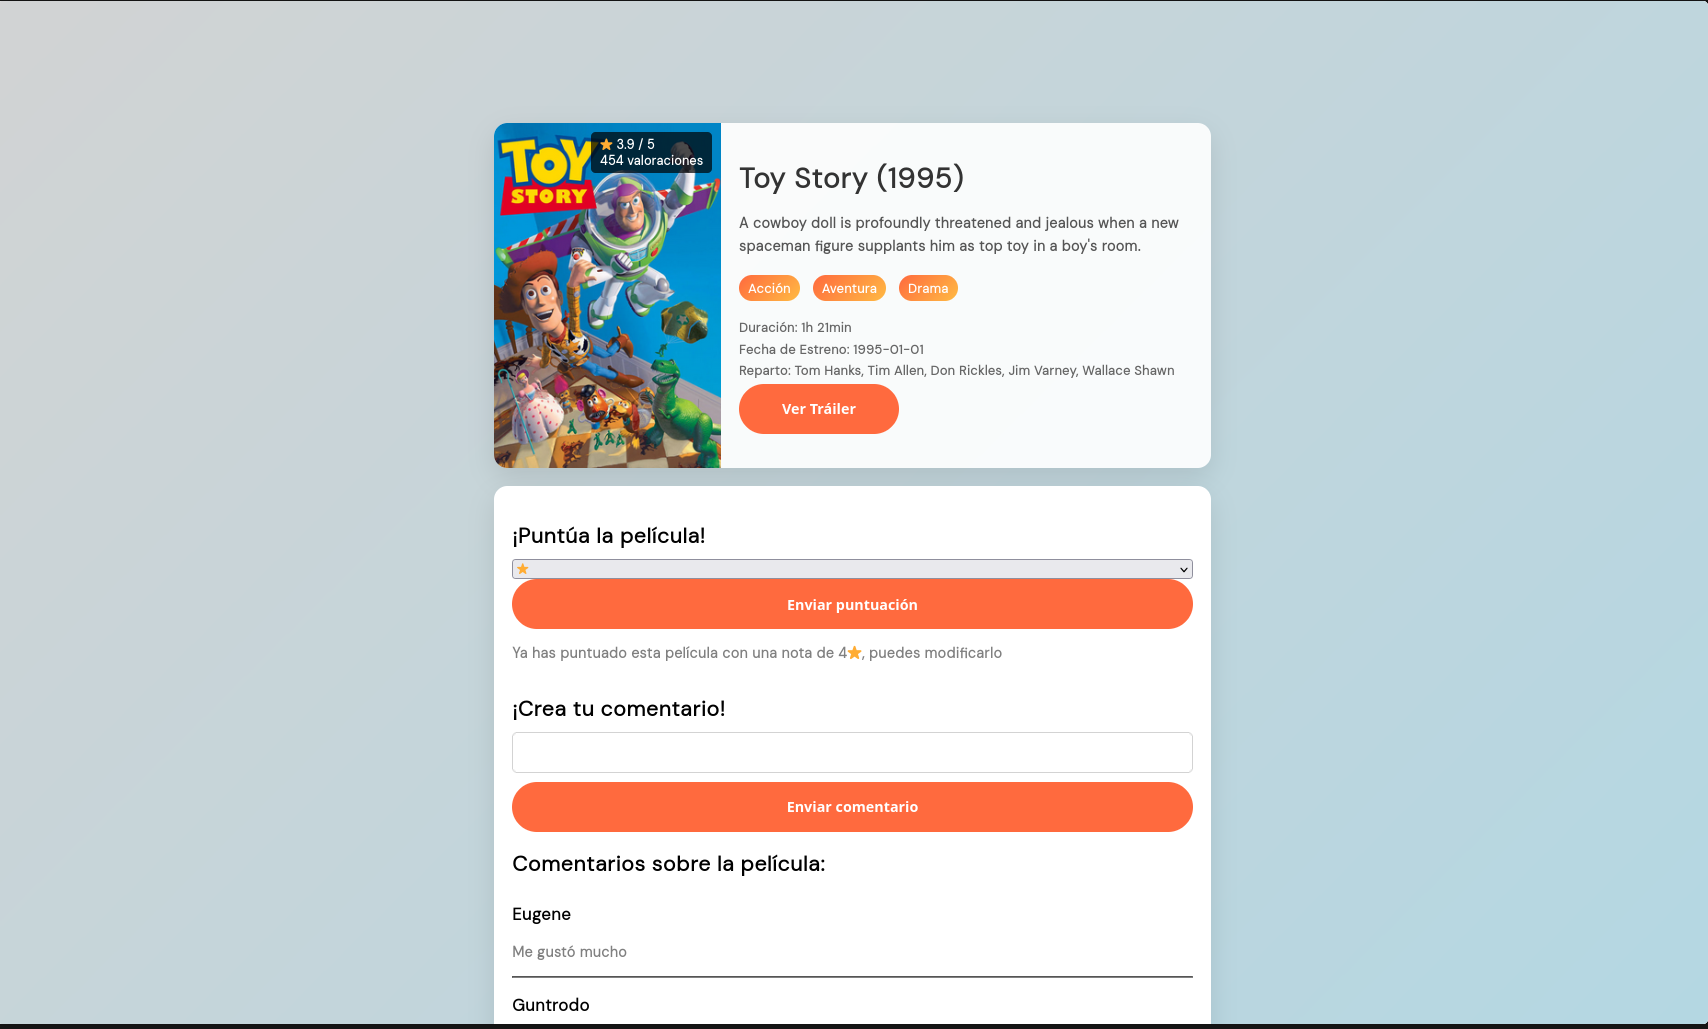 TOY
STORY
⭐ 3.9 / 5
454 valoraciones
Toy Story (1995)
A cowboy doll is profoundly threatened and jealous when a new
spaceman figure supplants him as top toy in a boy's room.
Acción Aventura Drama
Duración: 1h 21min
Fecha de Estreno: 1995-01-01
Reparto: Tom Hanks, Tim Allen, Don Rickles, Jim Varney, Wallace Shawn
Ver Tráiler
¡Puntúa la película!
⭐
Enviar puntuación
Ya has puntuado esta película con una nota de 4⭐, puedes modificarlo
¡Crea tu comentario!
Enviar comentario
Comentarios sobre la película:
Eugene
Me gustó mucho
Guntrodo